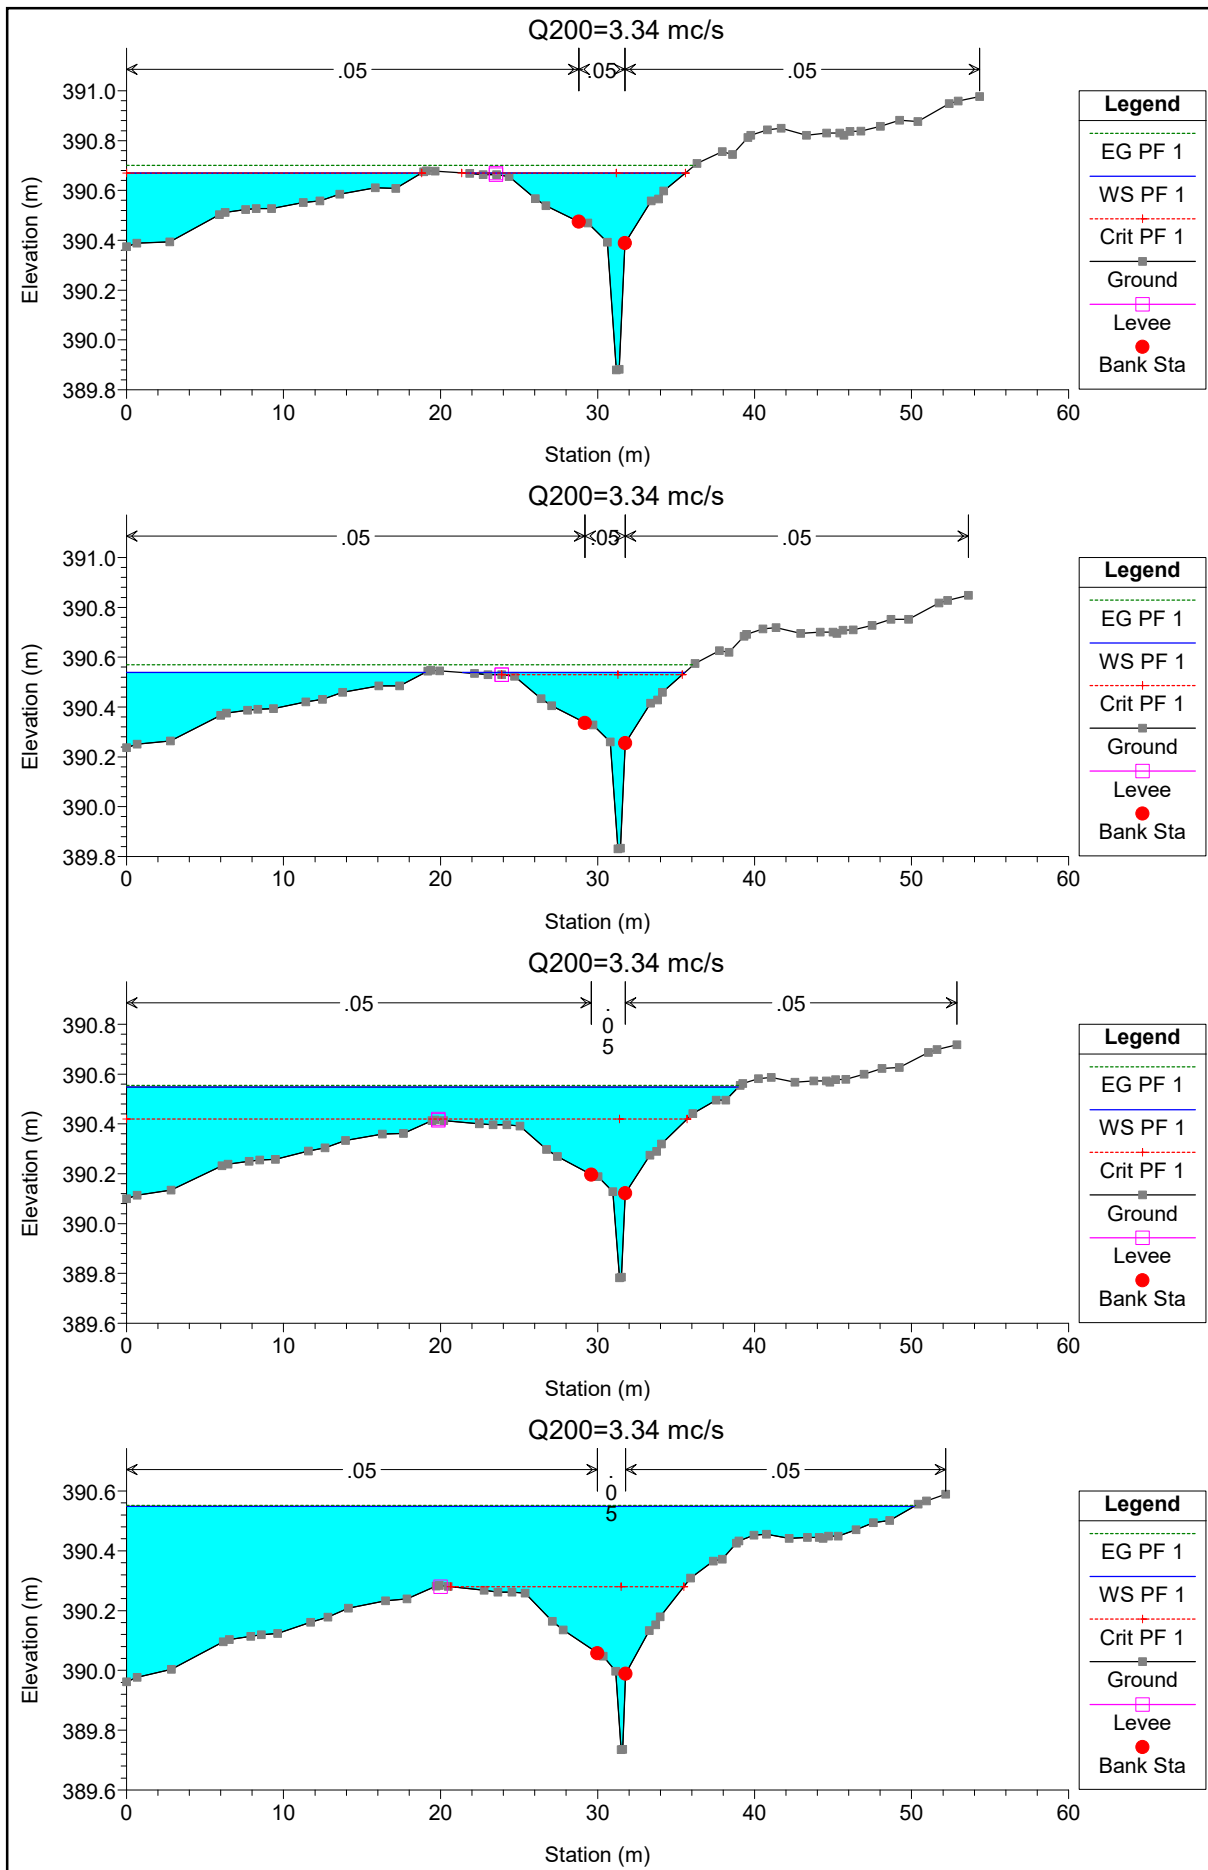 Q200=3.34 mc/s
.05 .05 .05
391.0
390.8
390.6
390.4
390.2
390.0
389.8
Elevation (m)
0 10 20 30 40 50 60
Station (m)
Legend
EG PF 1
WS PF 1
Crit PF 1
Ground
Levee
Bank Sta
Q200=3.34 mc/s
.05 .05 .05
391.0
390.8
390.6
390.4
390.2
390.0
389.8
Elevation (m)
0 10 20 30 40 50 60
Station (m)
Legend
EG PF 1
WS PF 1
Crit PF 1
Ground
Levee
Bank Sta
Q200=3.34 mc/s
.05 .05 .05
390.8
390.6
390.4
390.2
390.0
389.8
389.6
Elevation (m)
0 10 20 30 40 50 60
Station (m)
Legend
EG PF 1
WS PF 1
Crit PF 1
Ground
Levee
Bank Sta
Q200=3.34 mc/s
.05 .05 .05
390.6
390.4
390.2
390.0
389.8
389.6
Elevation (m)
0 10 20 30 40 50 60
Station (m)
Legend
EG PF 1
WS PF 1
Crit PF 1
Ground
Levee
Bank Sta